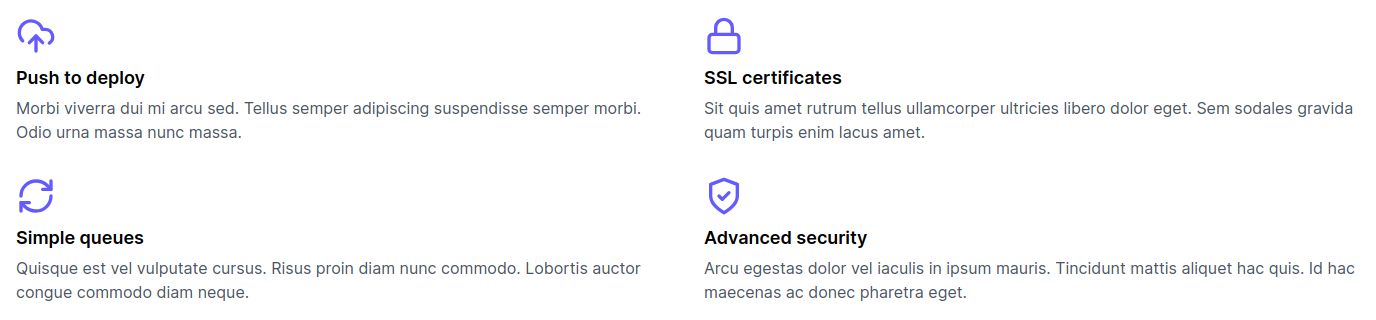 Push to deploy
Morbi viverra dui mi arcu sed. Tellus semper adipiscing suspendisse semper morbi.
Odio urna massa nunc massa.
SSL certificates
Sit quis amet rutrum tellus ullamcorper ultricies libero dolor eget. Sem sodales gravida
quam turpis enim lacus amet.
Simple queues
Quisque est vel vulputate cursus. Risus proin diam nunc commodo. Lobortis auctor
congue commodo diam neque.
Advanced security
Arcu egestas dolor vel iaculis in ipsum mauris. Tincidunt mattis aliquet hac quis. Id hac
maecenas ac donec pharetra eget.